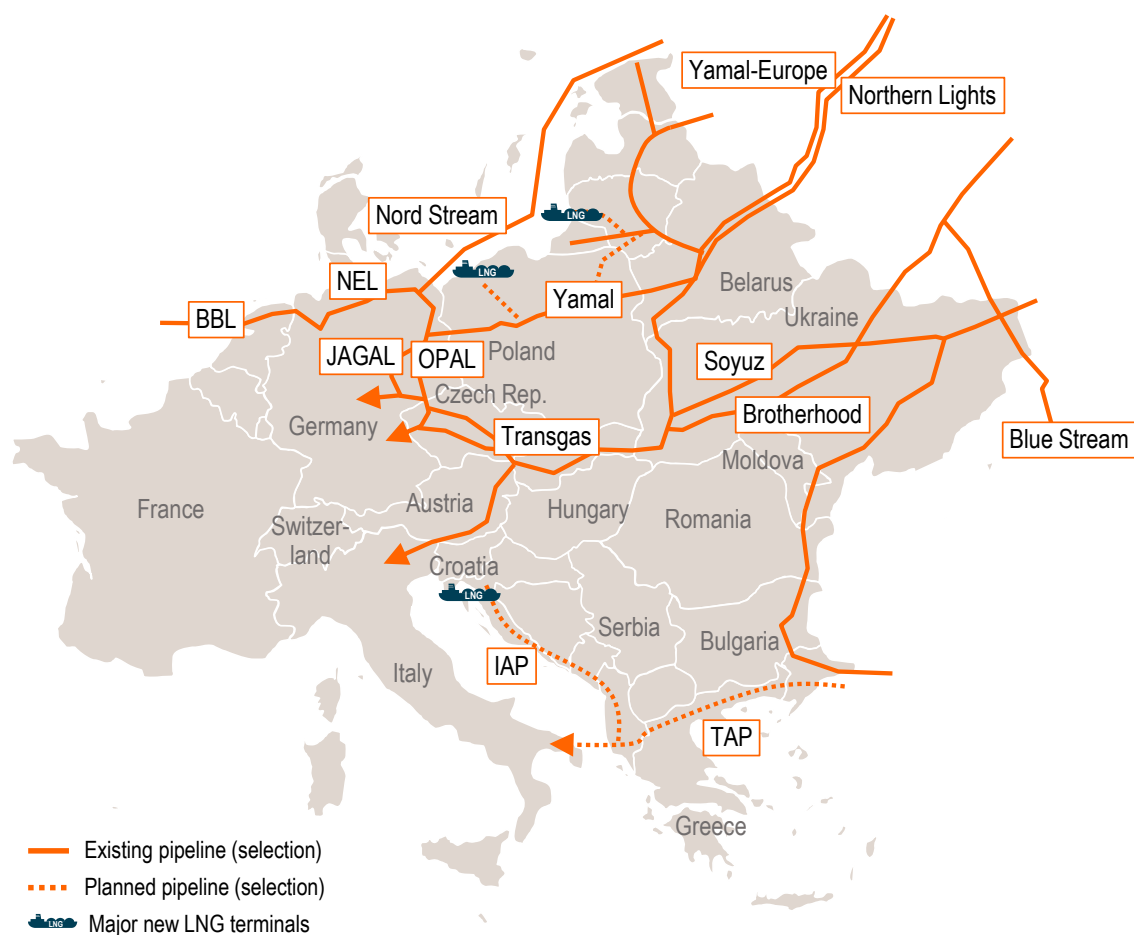 Yamal-Europe
Northern Lights
Nord Stream
LNG
LNG
NEL
Yamal
Belarus
BBL
Ukraine
JAGAL
OPAL
Poland
Soyuz
Czech Rep.
Brotherhood
Germany
Transgas
Blue Stream
Moldova
France
Austria
Hungary
Romania
Switzer-
land
Croatia
LNG
Serbia
Bulgaria
IAP
Italy
TAP
Greece
Existing pipeline (selection)
Planned pipeline (selection)
LNG
Major new LNG terminals